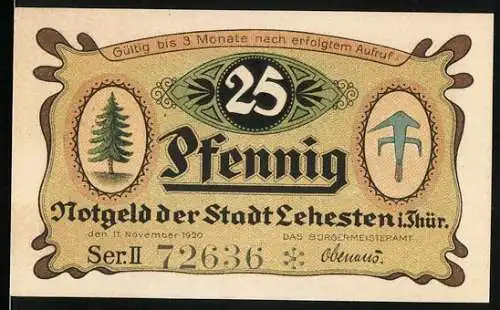 Gültig bis 3 Monate nach erfolgtem Aufruf.
25
Pfennig
Notgeld der Stadt Lehesten i. Thür.
den 11. November 1920 DAS BÜRGERMEISTERAMT
Ser. II 72636 * Obenaus.